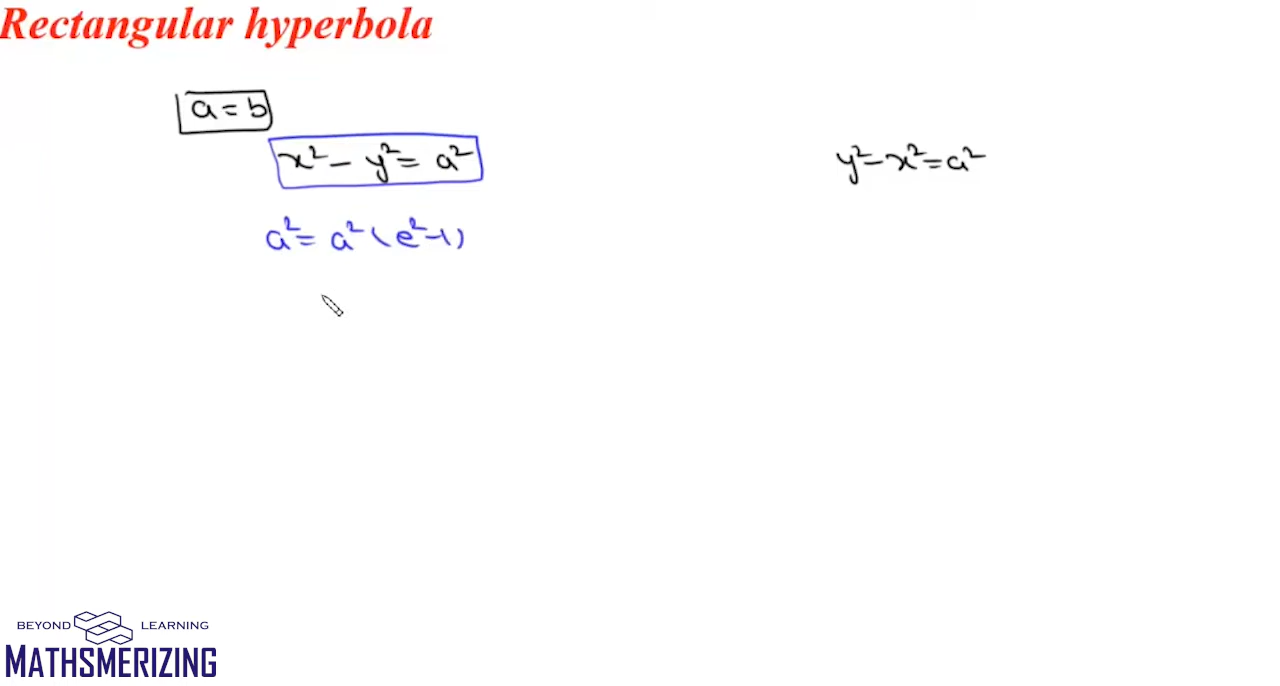 Rectangular hyperbola
a = b
x² - y² = a²
y² - x² = a²
a² = a² (e² - 1)
BEYOND LEARNING
MATHSMERIZING